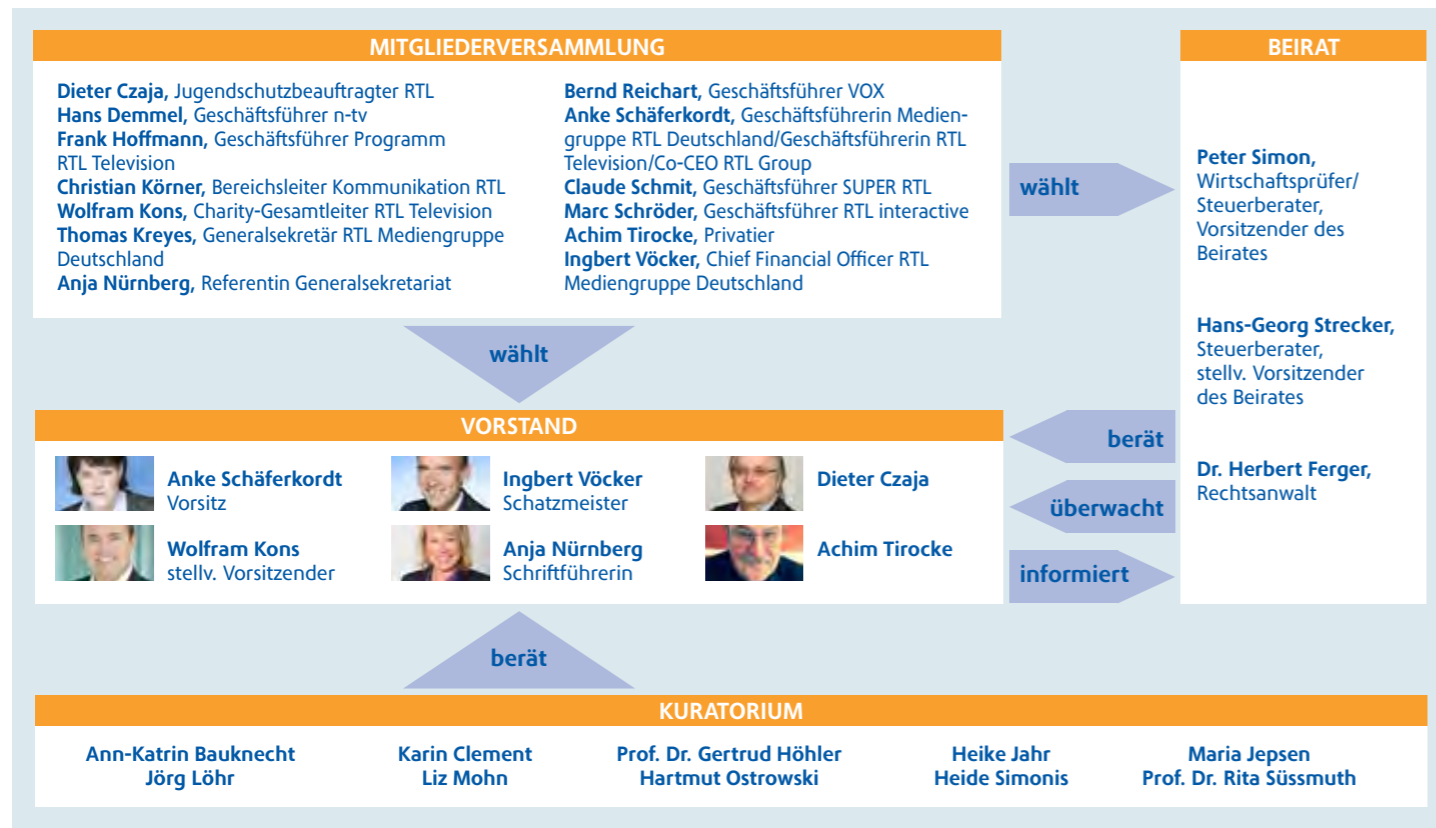 MITGLIEDERVERSAMMLUNG
Dieter Czaja, Jugendschutzbeauftragter RTL
Hans Demmel, Geschäftsführer n-tv
Frank Hoffmann, Geschäftsführer Programm
RTL Television
Christian Körner, Bereichsleiter Kommunikation RTL
Wolfram Kons, Charity-Gesamtleiter RTL Television
Thomas Kreyes, Generalsekretär RTL Mediengruppe
Deutschland
Anja Nürnberg, Referentin Generalsekretariat
Bernd Reichart, Geschäftsführer VOX
Anke Schäferkordt, Geschäftsführerin Medien-
gruppe RTL Deutschland/Geschäftsführerin RTL
Television/Co-CEO RTL Group
Claude Schmit, Geschäftsführer SUPER RTL
Marc Schröder, Geschäftsführer RTL interactive
Achim Tirocke, Privatier
Ingbert Vöcker, Chief Financial Officer RTL
Mediengruppe Deutschland
wählt
BEIRAT
Peter Simon,
Wirtschaftsprüfer/
Steuerberater,
Vorsitzender des
Beirates
Hans-Georg Strecker,
Steuerberater,
stellv. Vorsitzender
des Beirates
Dr. Herbert Ferger,
Rechtsanwalt
wählt
VORSTAND
Anke Schäferkordt
Vorsitz
Ingbert Vöcker
Schatzmeister
Dieter Czaja
Wolfram Kons
stellv. Vorsitzender
Anja Nürnberg
Schriftführerin
Achim Tirocke
berät
überwacht
informiert
berät
KURATORIUM
Ann-Katrin Bauknecht
Jörg Löhr
Karin Clement
Liz Mohn
Prof. Dr. Gertrud Höhler
Hartmut Ostrowski
Heike Jahr
Heide Simonis
Maria Jepsen
Prof. Dr. Rita Süssmuth